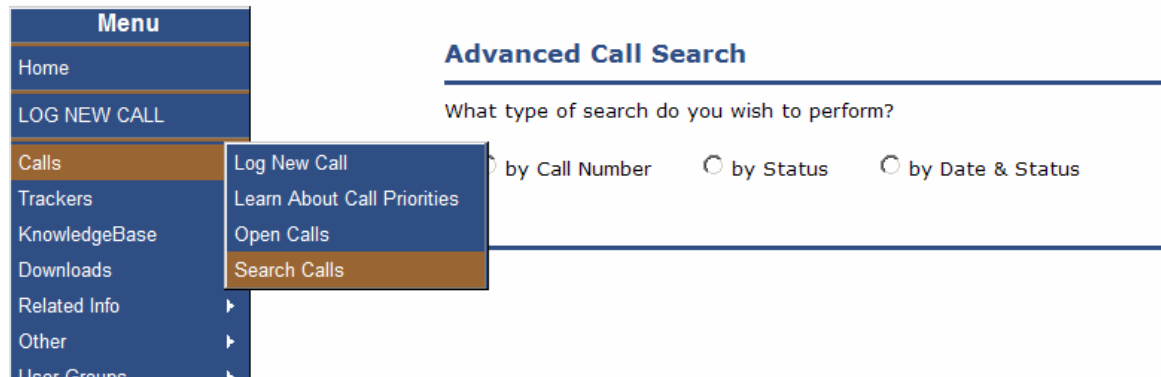 Menu
Home
LOG NEW CALL
Calls
Trackers
KnowledgeBase
Downloads
Related Info
Other
User Groups
Log New Call
Learn About Call Priorities
Open Calls
Search Calls
Advanced Call Search
What type of search do you wish to perform?
by Call Number by Status by Date & Status